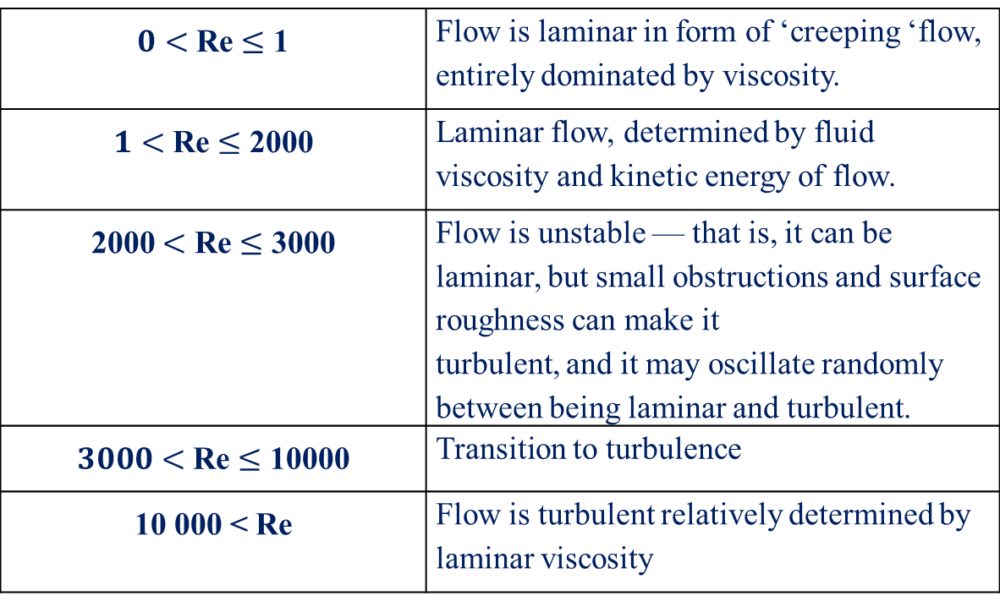 0 < Re ≤ 1
Flow is laminar in form of ‘creeping ‘flow,
entirely dominated by viscosity.
1 < Re ≤ 2000
Laminar flow, determined by fluid
viscosity and kinetic energy of flow.
2000 < Re ≤ 3000
Flow is unstable — that is, it can be
laminar, but small obstructions and surface
roughness can make it
turbulent, and it may oscillate randomly
between being laminar and turbulent.
3000 < Re ≤ 10000
Transition to turbulence
10 000 < Re
Flow is turbulent relatively determined by
laminar viscosity